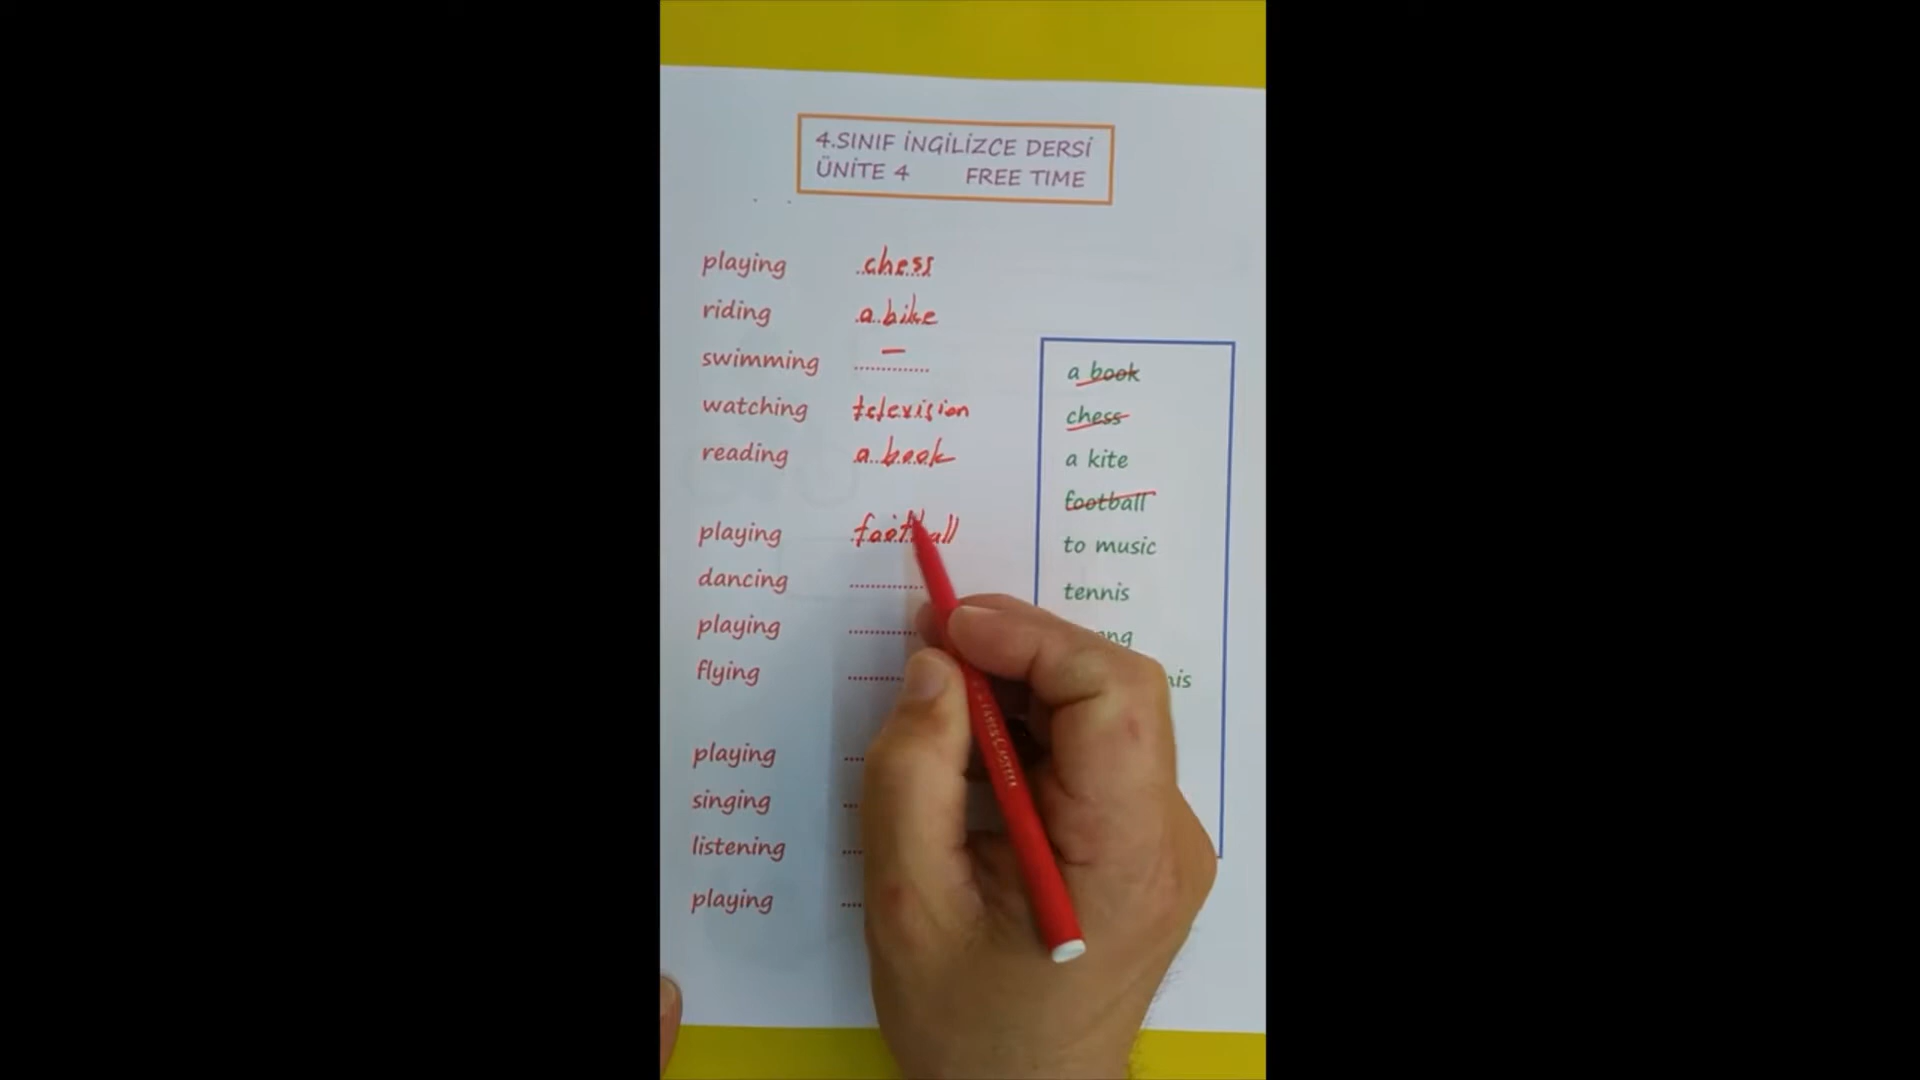 4.SINIF İNGİLİZCE DERSİ
ÜNİTE 4 FREE TIME
playing chess
riding a bike
swimming –
watching television
reading a book
playing football
dancing
playing
flying
playing
singing
listening
playing
a book
chess
a kite
football
to music
tennis